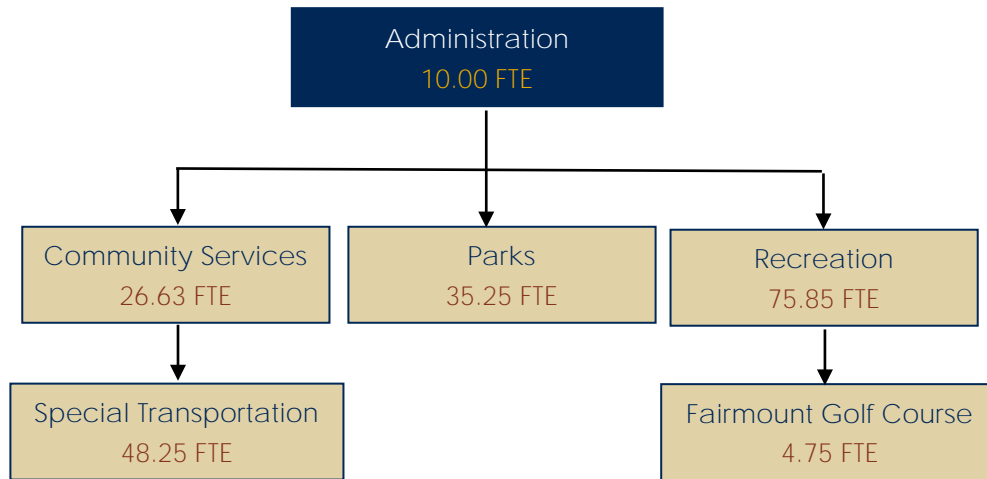 Administration
10.00 FTE
Community Services
26.63 FTE
Parks
35.25 FTE
Recreation
75.85 FTE
Special Transportation
48.25 FTE
Fairmount Golf Course
4.75 FTE